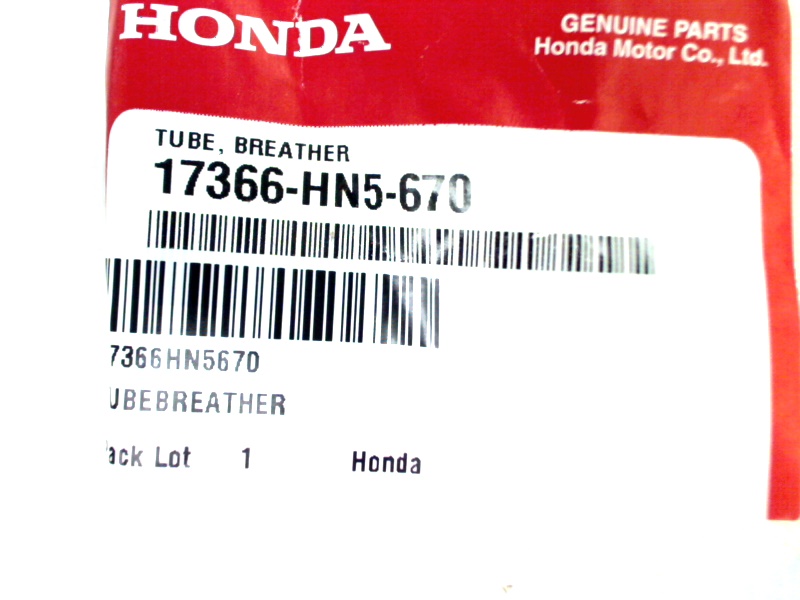 HONDA
GENUINE PARTS
Honda Motor Co., Ltd.
TUBE, BREATHER
17366-HN5-670
7366HN5670
UBEBREATHER
ack Lot 1 Honda